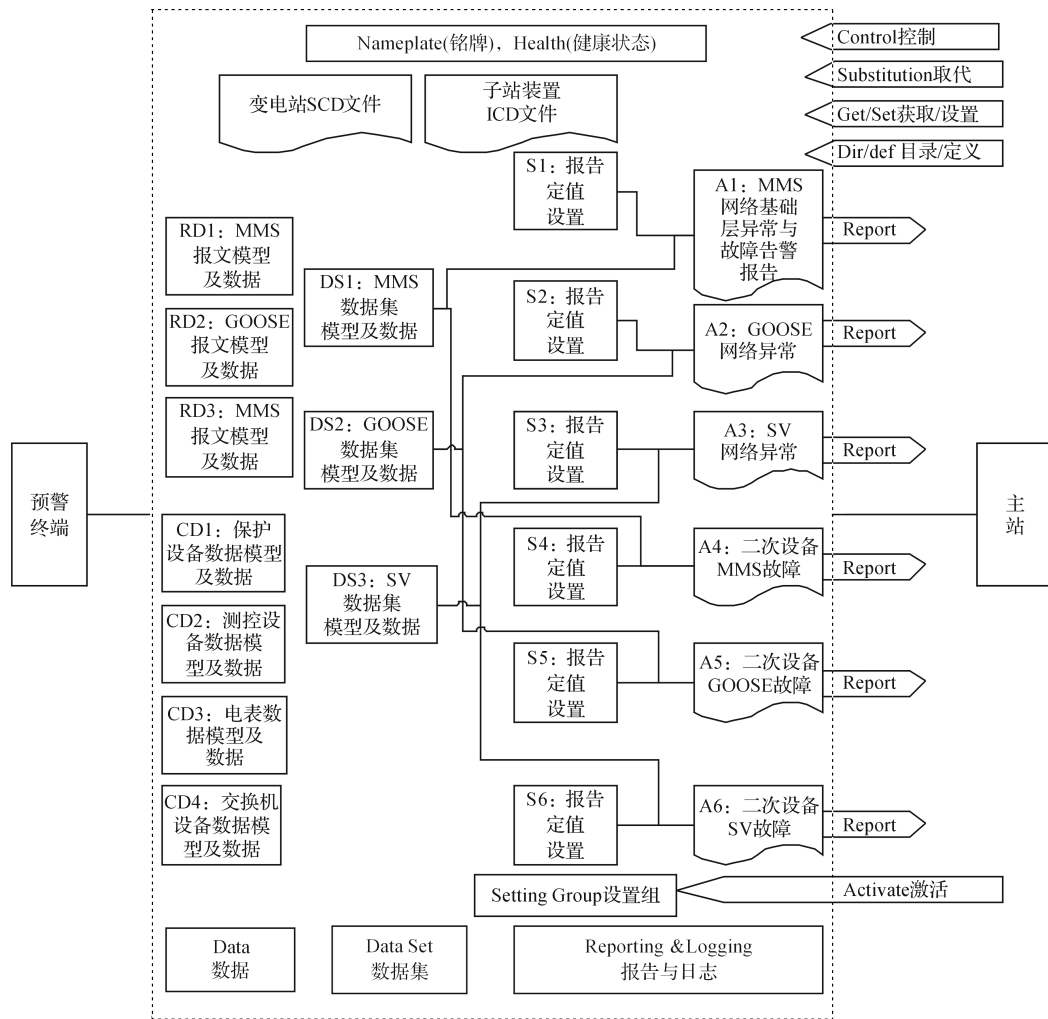 Nameplate(铭牌)，Health(健康状态)
Control控制
Substitution取代
Get/Set获取/设置
Dir/def 目录/定义
变电站SCD文件
子站装置
ICD文件
S1：报告
定值
设置
A1：MMS
网络基础
层异常与
故障告警
报告
Report
RD1：MMS
报文模型
及数据
DS1：MMS
数据集
模型及数据
S2：报告
定值
设置
A2：GOOSE
网络异常
Report
RD2：GOOSE
报文模型
及数据
RD3：MMS
报文模型
及数据
DS2：GOOSE
数据集
模型及数据
S3：报告
定值
设置
A3：SV
网络异常
Report
预警
终端
主
站
CD1：保护
设备数据模型
及数据
S4：报告
定值
设置
A4：二次设备
MMS故障
Report
DS3：SV
数据集
模型及数据
CD2：测控设
备数据模
型及数据
S5：报告
定值
设置
A5：二次设备
GOOSE故障
Report
CD3：电表数
据模型及
数据
CD4：交换机
设备数据模
型及数据
S6：报告
定值
设置
A6：二次设备
SV故障
Report
Setting Group设置组
Activate激活
Data
数据
Data Set
数据集
Reporting &Logging
报告与日志